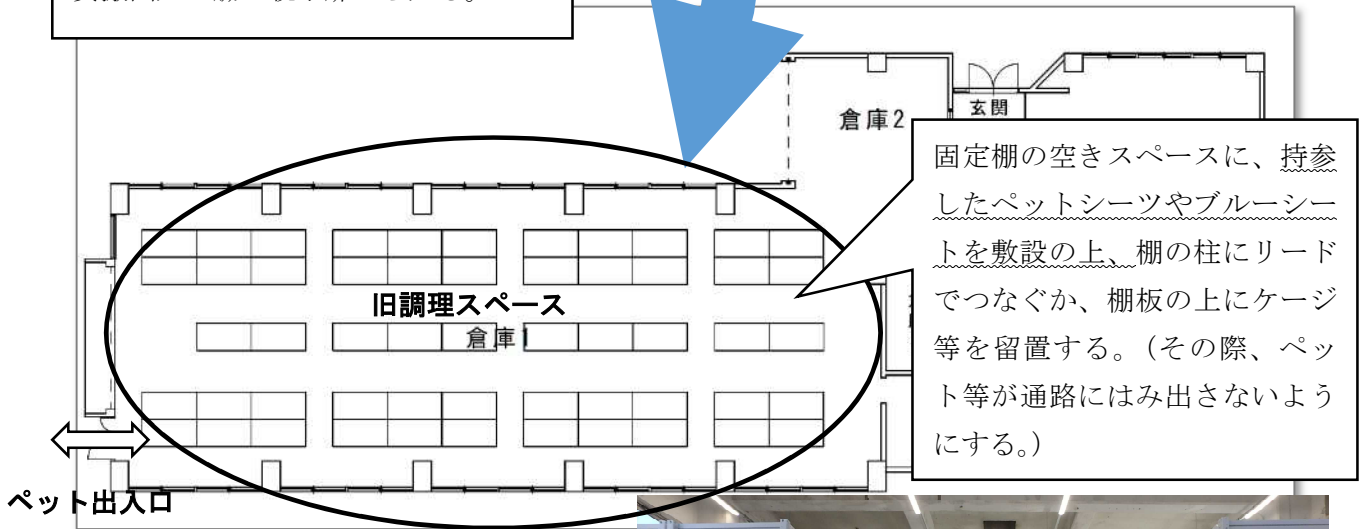 倉庫2
玄関
固定棚の空きスペースに、持参
したペットシーツやブルーシー
トを敷設の上、棚の柱にリード
でつなぐか、棚板の上にケージ
等を留置する。（その際、ペッ
ト等が通路にはみ出さないよう
にする。）
旧調理スペース
倉庫1
ペット出入口